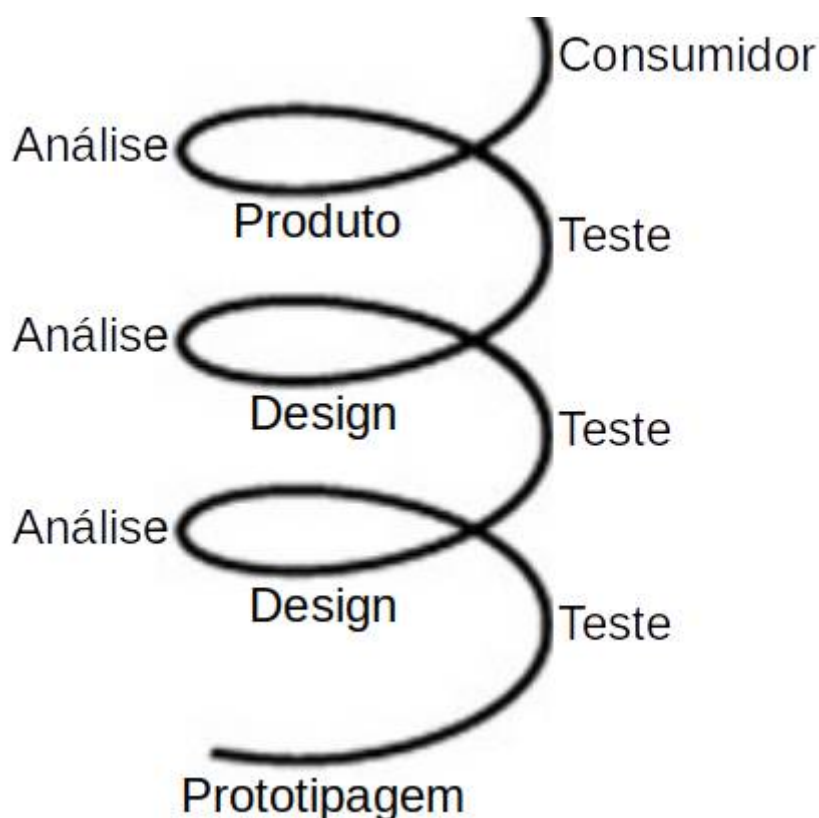 Consumidor
Análise
Produto
Teste
Análise
Design
Teste
Análise
Design
Teste
Prototipagem